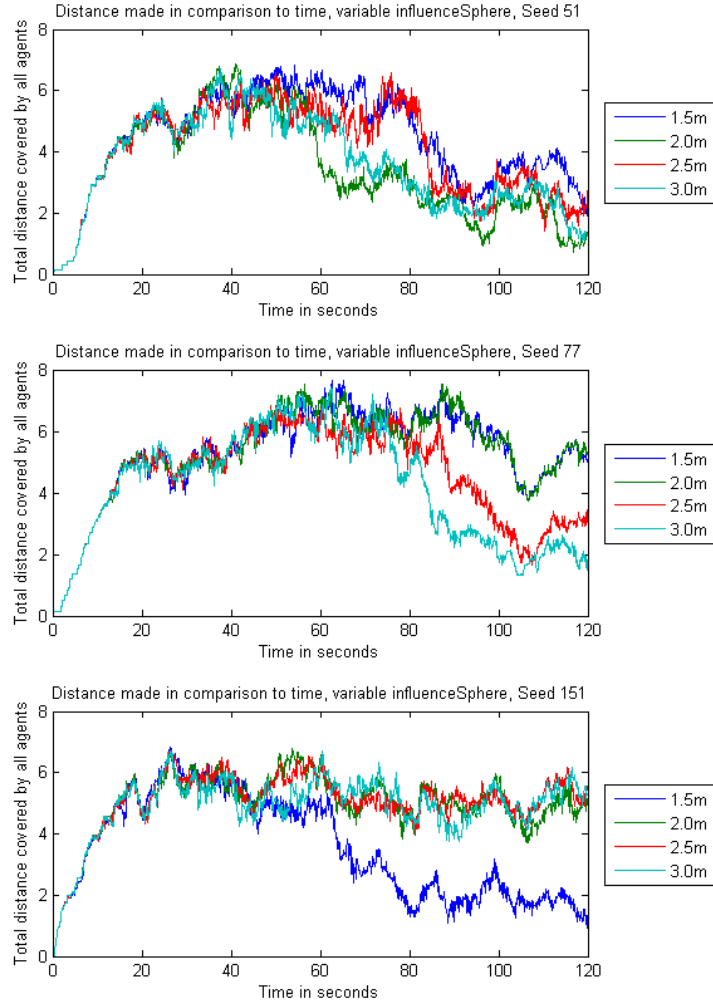 Distance made in comparison to time, variable influenceSphere, Seed 51
Total distance covered by all agents
8
6
4
2
0
0 20 40 60 80 100 120
Time in seconds
1.5m
2.0m
2.5m
3.0m
Distance made in comparison to time, variable influenceSphere, Seed 77
Total distance covered by all agents
8
6
4
2
0
0 20 40 60 80 100 120
Time in seconds
1.5m
2.0m
2.5m
3.0m
Distance made in comparison to time, variable influenceSphere, Seed 151
Total distance covered by all agents
8
6
4
2
0
0 20 40 60 80 100 120
Time in seconds
1.5m
2.0m
2.5m
3.0m